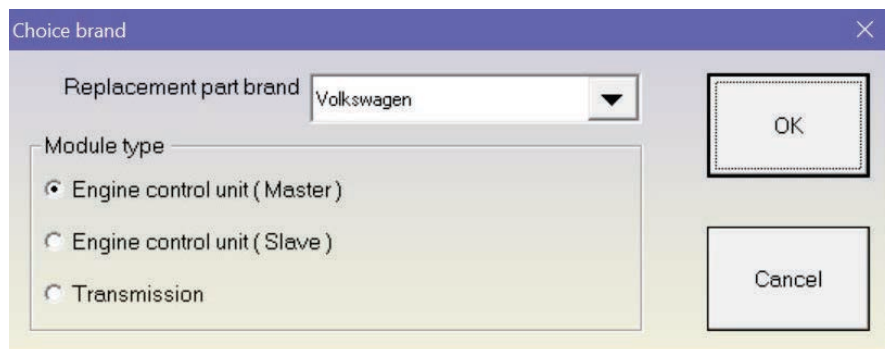 Choice brand
Replacement part brand
Volkswagen
OK
Module type
Engine control unit ( Master )
Engine control unit ( Slave )
Transmission
Cancel